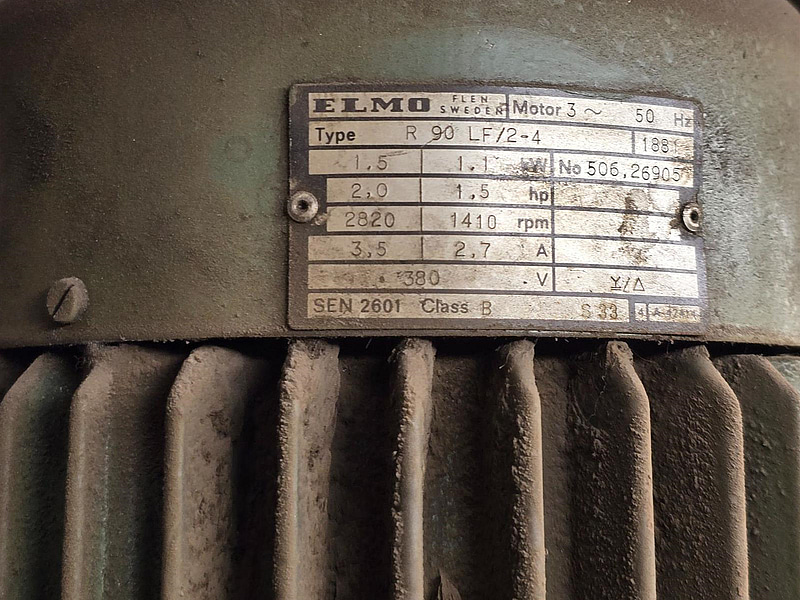 ELMO FLEN SWEDEN Motor 3 ~ 50 Hz
Type R 90 LF/2-4 1881
1.5 1.1 kW No 506.26905
2.0 1.5 hp
2820 1410 rpm
3,5 2.7 A
380 V Y/Δ
SEN 2601 Class B S 33 4